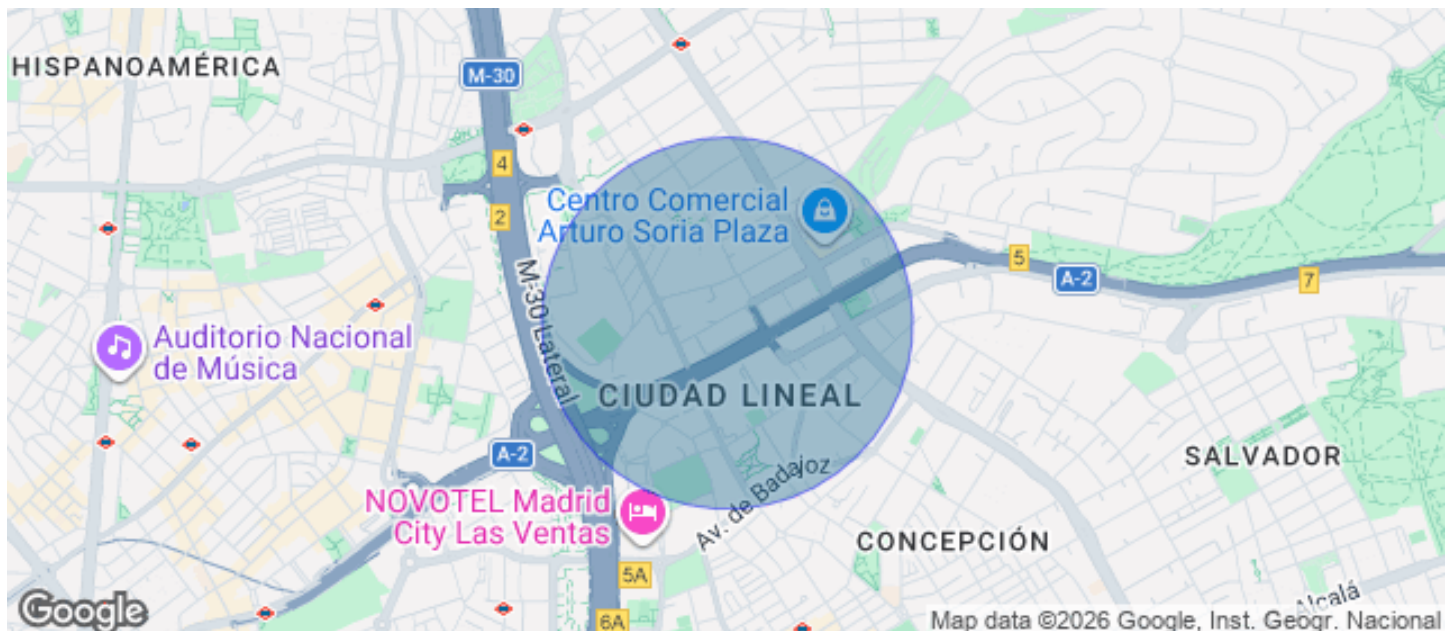 HISPANOAMÉRICA
M-30
4
2
Centro Comercial
Arturo Soria Plaza
5
A-2
7
M-30 Lateral
Auditorio Nacional
de Música
CIUDAD LINEAL
A-2
SALVADOR
Av. de Badajoz
NOVOTEL Madrid
City Las Ventas
CONCEPCIÓN
5A
6A
Alcalá
Google
Map data ©2026 Google, Inst. Geogr. Nacional